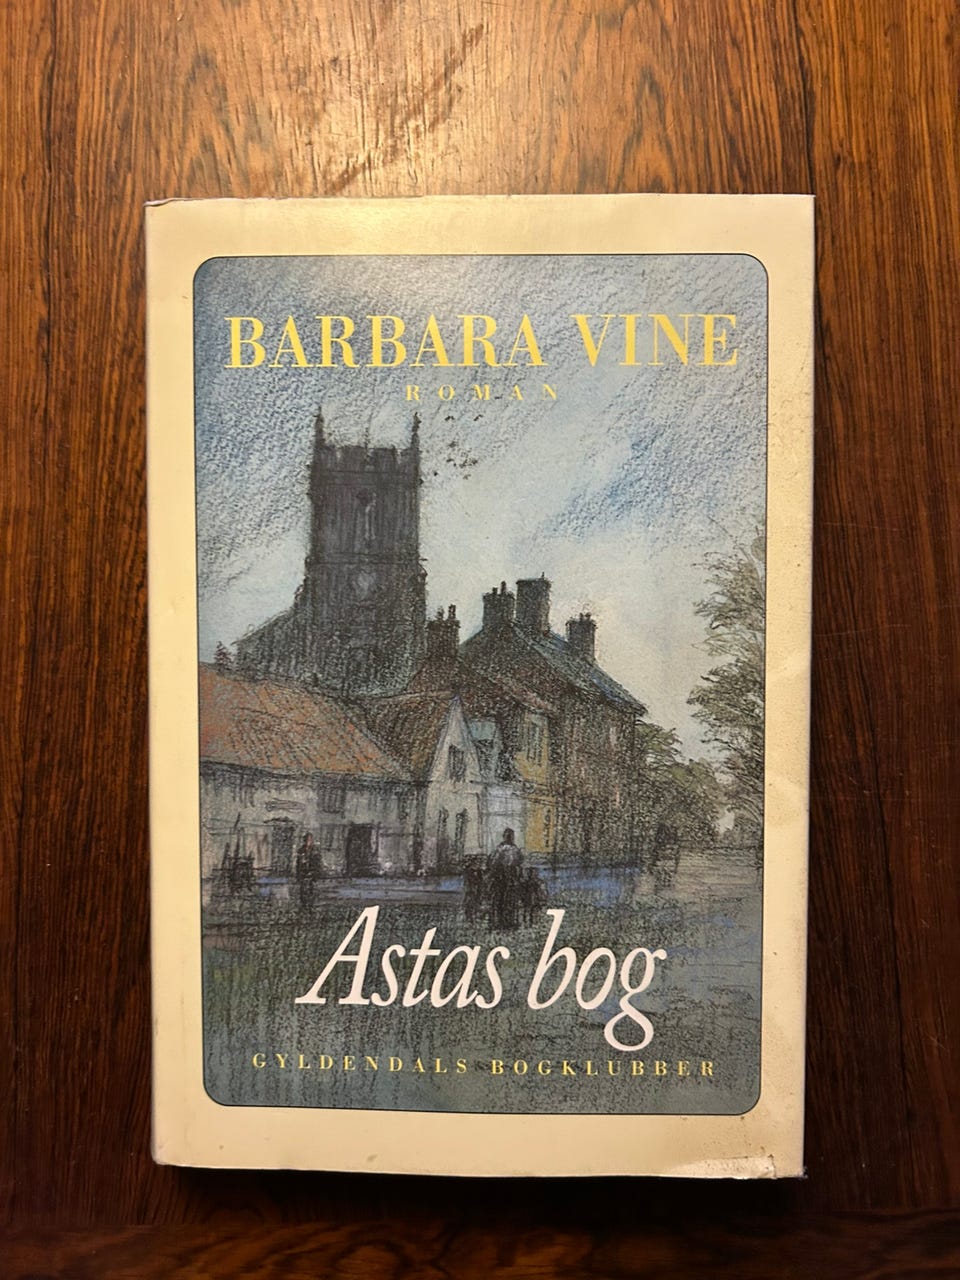 BARBARA VINE
ROMAN
Astas bog
GYLDENDALS BOGKLUBBER